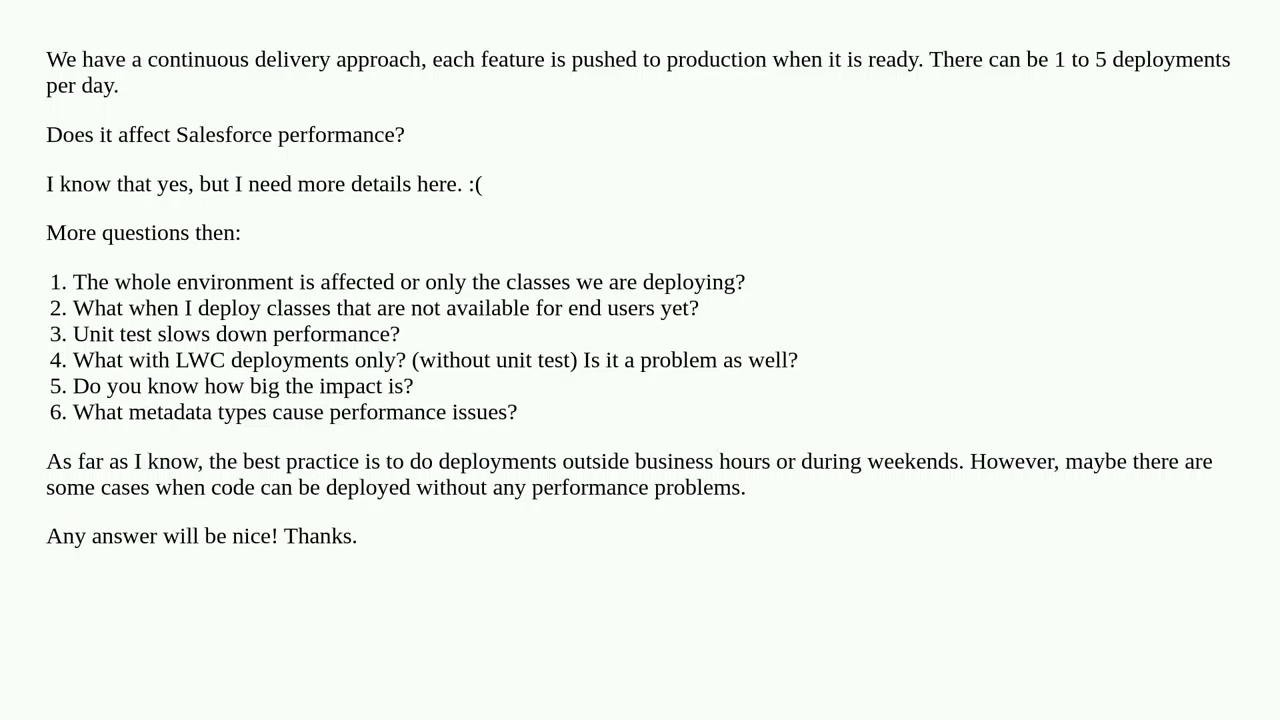 We have a continuous delivery approach, each feature is pushed to production when it is ready. There can be 1 to 5 deployments
per day.
Does it affect Salesforce performance?
I know that yes, but I need more details here. :(
More questions then:
1. The whole environment is affected or only the classes we are deploying?
2. What when I deploy classes that are not available for end users yet?
3. Unit test slows down performance?
4. What with LWC deployments only? (without unit test) Is it a problem as well?
5. Do you know how big the impact is?
6. What metadata types cause performance issues?
As far as I know, the best practice is to do deployments outside business hours or during weekends. However, maybe there are
some cases when code can be deployed without any performance problems.
Any answer will be nice! Thanks.